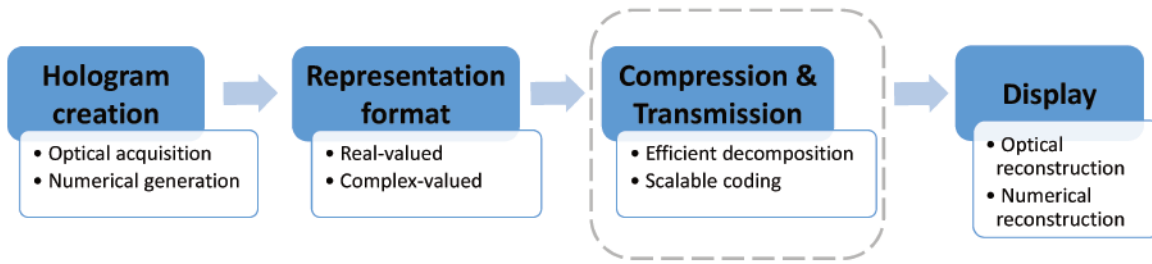 Hologram
creation
• Optical acquisition
• Numerical generation
Representation
format
• Real-valued
• Complex-valued
Compression &
Transmission
• Efficient decomposition
• Scalable coding
Display
• Optical
reconstruction
• Numerical
reconstruction